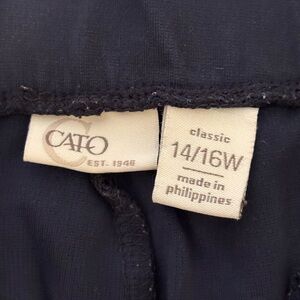 CATO
EST. 1946
classic
14/16W
made in
philippines